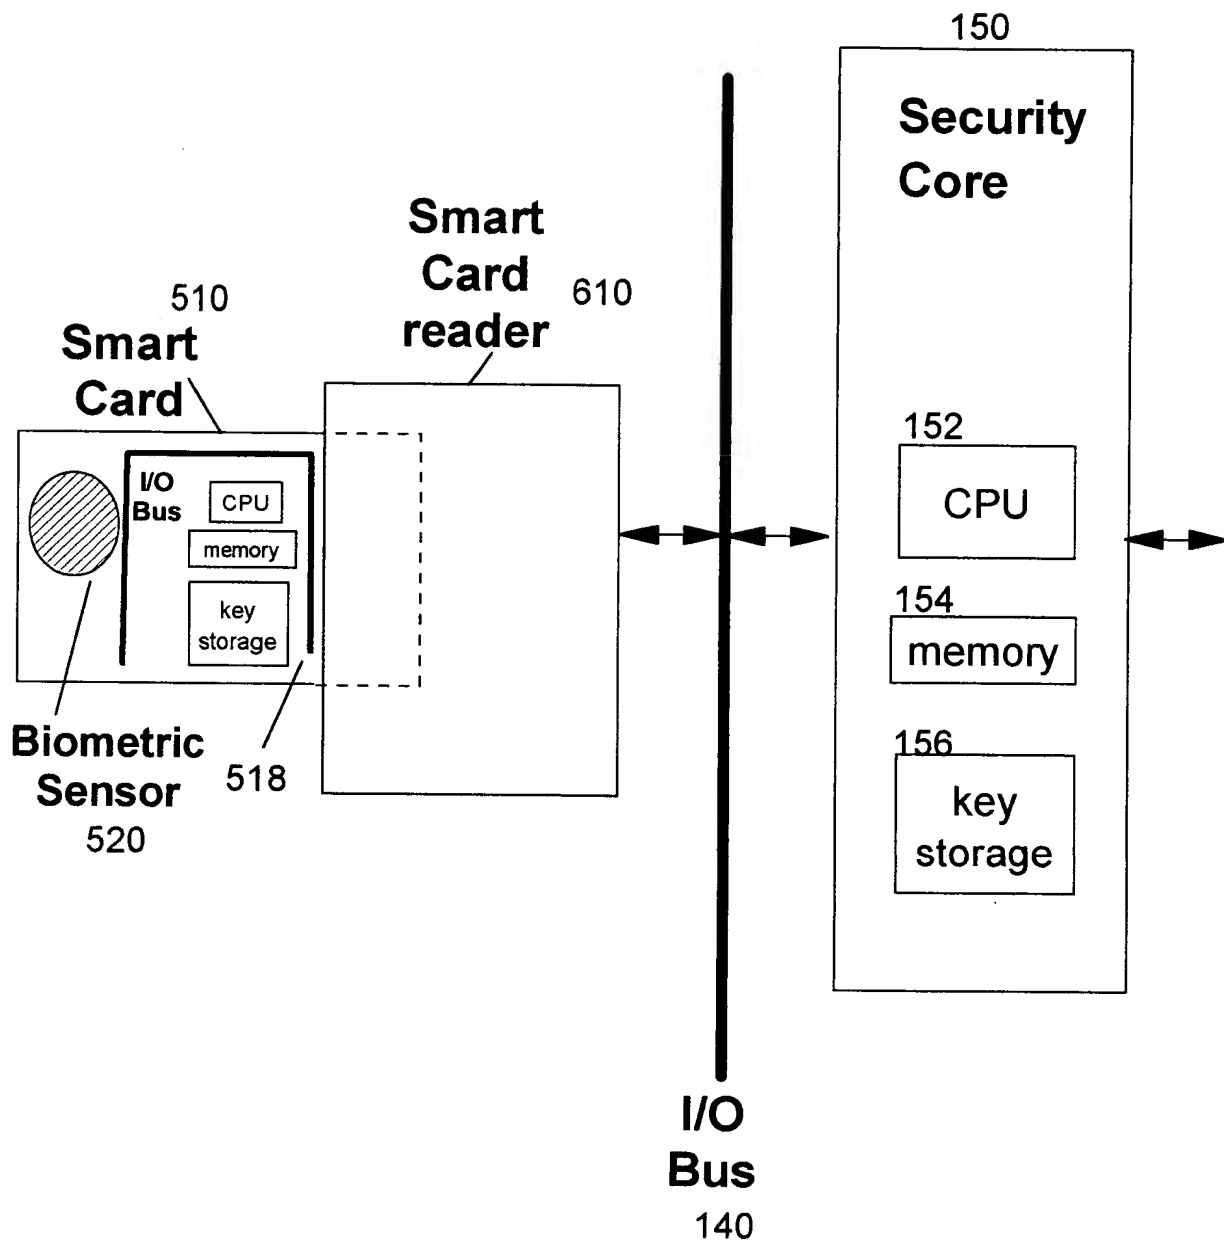 150
Security
Core
Smart
Card
reader
610
510
Smart
Card
I/O
Bus
CPU
memory
key
storage
152
CPU
154
memory
156
key
storage
Biometric
Sensor
520
518
I/O
Bus
140